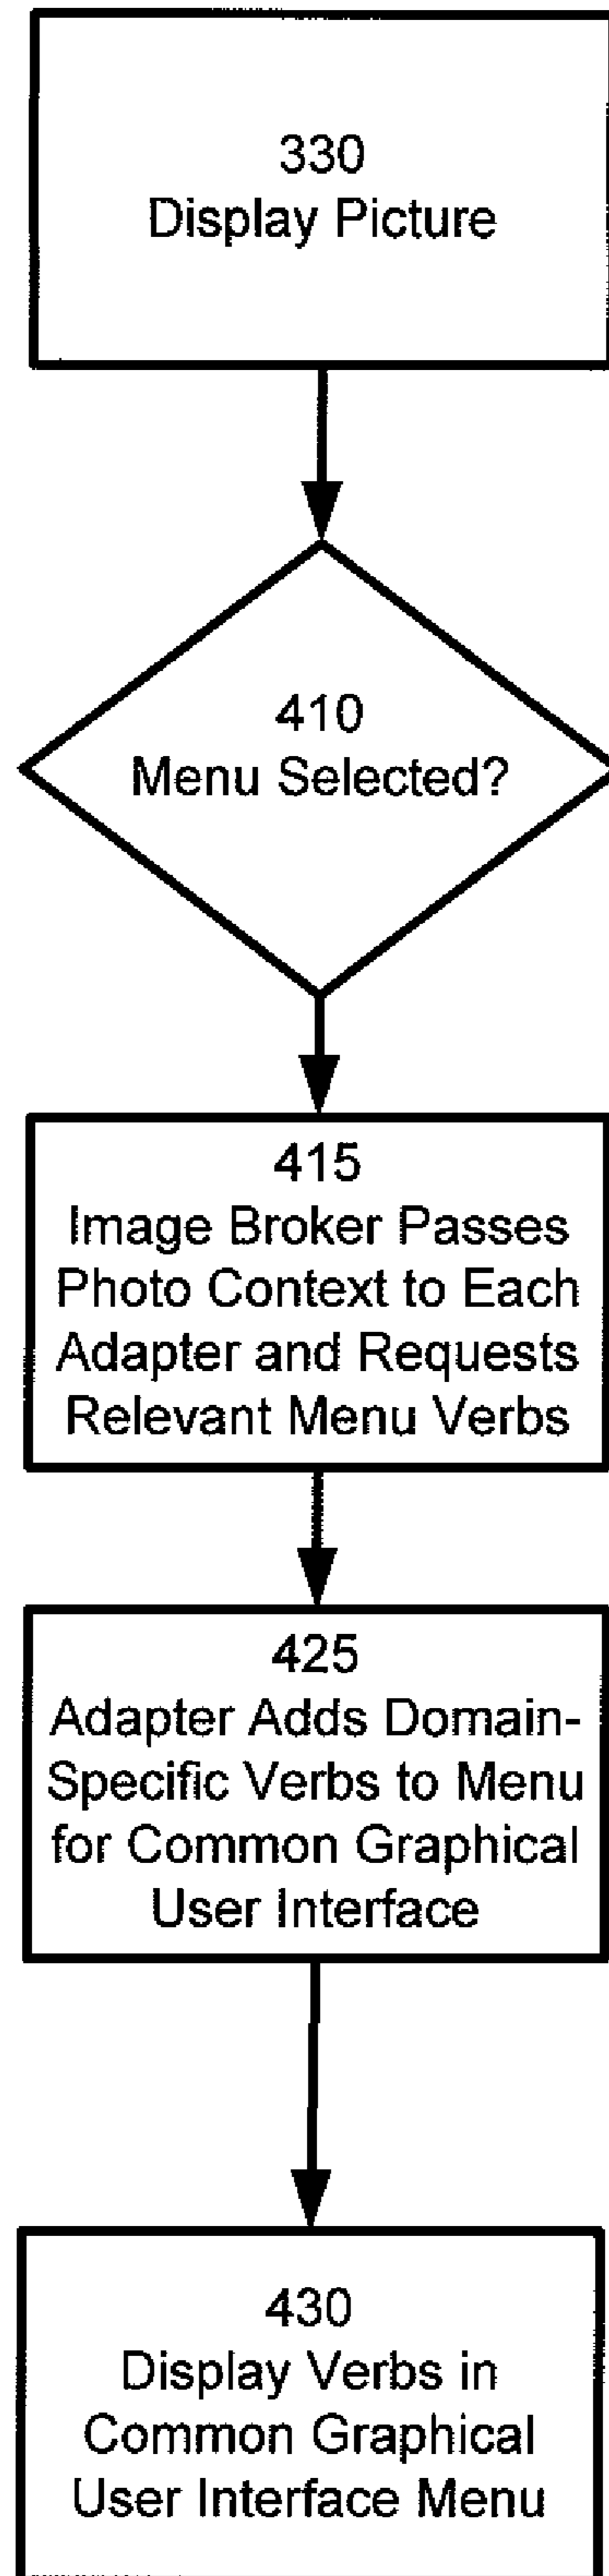 330
Display Picture
410
Menu Selected?
415
Image Broker Passes
Photo Context to Each
Adapter and Requests
Relevant Menu Verbs
425
Adapter Adds Domain-
Specific Verbs to Menu
for Common Graphical
User Interface
430
Display Verbs in
Common Graphical
User Interface Menu